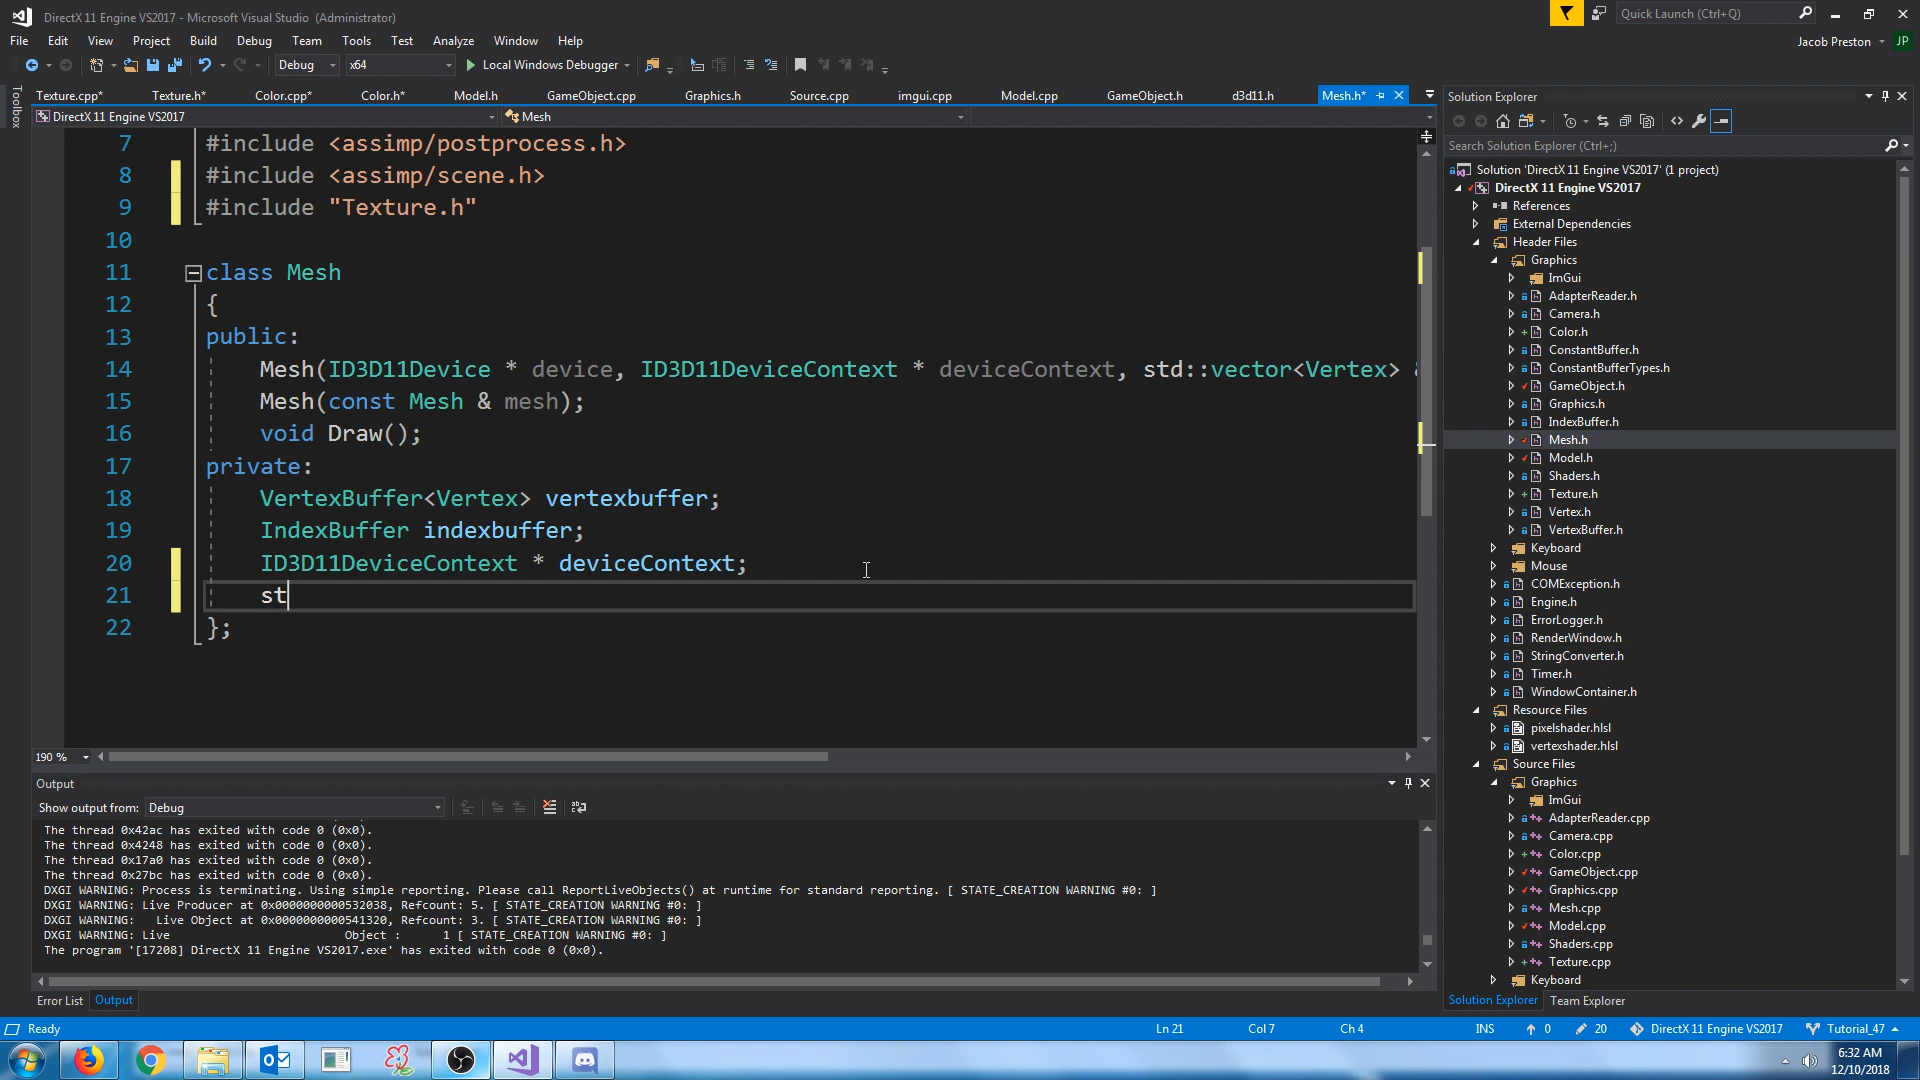 DirectX 11 Engine VS2017 - Microsoft Visual Studio (Administrator)
Quick Launch (Ctrl+Q)
File Edit View Project Build Debug Team Tools Test Analyze Window Help
Jacob Preston JP
Debug x64 Local Windows Debugger
Toolbox
Texture.cpp* Texture.h* Color.cpp* Color.h* Model.h GameObject.cpp Graphics.h Source.cpp imgui.cpp Model.cpp GameObject.h d3d11.h Mesh.h*
DirectX 11 Engine VS2017 Mesh
7 #include <assimp/postprocess.h>
8 #include <assimp/scene.h>
9 #include "Texture.h"
10
11 class Mesh
12 {
13 public:
14 Mesh(ID3D11Device * device, ID3D11DeviceContext * deviceContext, std::vector<Vertex> &
15 Mesh(const Mesh & mesh);
16 void Draw();
17 private:
18 VertexBuffer<Vertex> vertexbuffer;
19 IndexBuffer indexbuffer;
20 ID3D11DeviceContext * deviceContext;
21 st
22 };
190 %
Output
Show output from: Debug
The thread 0x42ac has exited with code 0 (0x0).
The thread 0x4248 has exited with code 0 (0x0).
The thread 0x17a0 has exited with code 0 (0x0).
The thread 0x27bc has exited with code 0 (0x0).
DXGI WARNING: Process is terminating. Using simple reporting. Please call ReportLiveObjects() at runtime for standard reporting. [ STATE_CREATION WARNING #0: ]
DXGI WARNING: Live Producer at 0x0000000000532038, Refcount: 5. [ STATE_CREATION WARNING #0: ]
DXGI WARNING: Live Object at 0x0000000000541320, Refcount: 3. [ STATE_CREATION WARNING #0: ]
DXGI WARNING: Live Object : 1 [ STATE_CREATION WARNING #0: ]
The program '[17208] DirectX 11 Engine VS2017.exe' has exited with code 0 (0x0).
Error List Output
Solution Explorer
Search Solution Explorer (Ctrl+;)
Solution 'DirectX 11 Engine VS2017' (1 project)
DirectX 11 Engine VS2017
References
External Dependencies
Header Files
Graphics
ImGui
AdapterReader.h
Camera.h
Color.h
ConstantBuffer.h
ConstantBufferTypes.h
GameObject.h
Graphics.h
IndexBuffer.h
Mesh.h
Model.h
Shaders.h
Texture.h
Vertex.h
VertexBuffer.h
Keyboard
Mouse
COMException.h
Engine.h
ErrorLogger.h
RenderWindow.h
StringConverter.h
Timer.h
WindowContainer.h
Resource Files
pixelshader.hlsl
vertexshader.hlsl
Source Files
Graphics
ImGui
AdapterReader.cpp
Camera.cpp
Color.cpp
GameObject.cpp
Graphics.cpp
Mesh.cpp
Model.cpp
Shaders.cpp
Texture.cpp
Keyboard
Solution Explorer Team Explorer
Ready Ln 21 Col 7 Ch 4 INS 0 20 DirectX 11 Engine VS2017 Tutorial_47
6:32 AM
12/10/2018